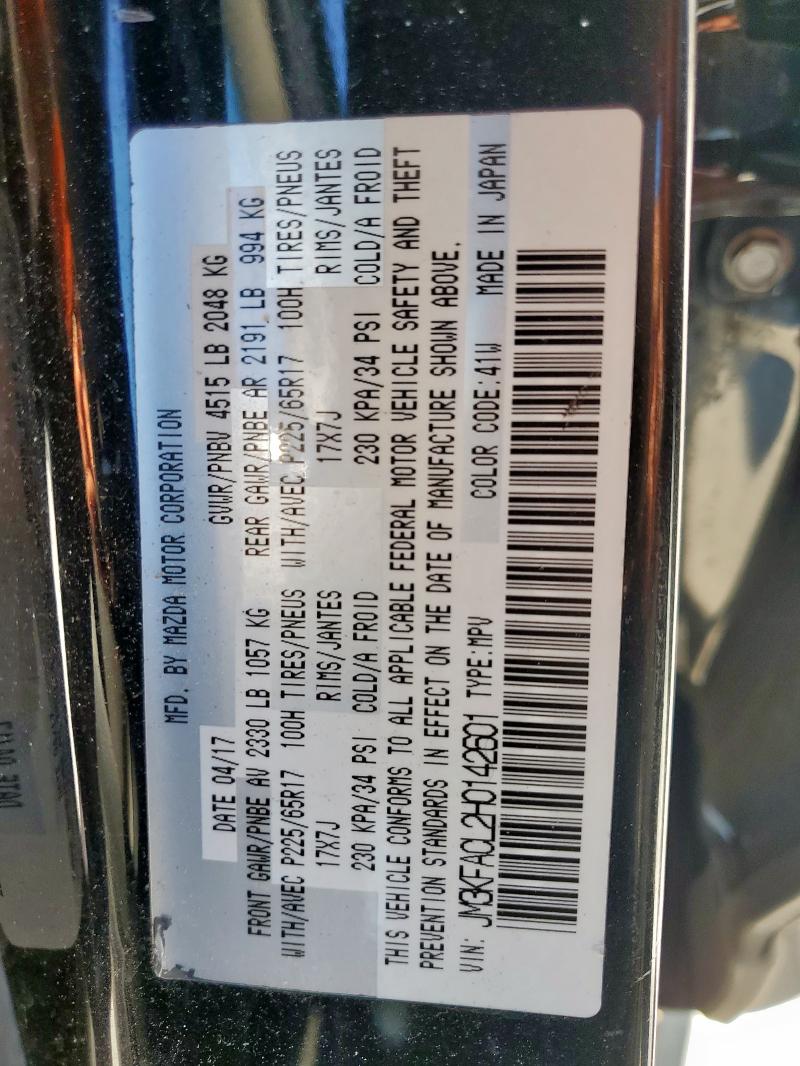 MFD. BY MAZDA MOTOR CORPORATION
DATE 04/17 GVWR/PNBV 4515 LB 2048 KG
FRONT GAWR/PNBE AV 2330 LB 1057 KG REAR GAWR/PNBE AR 2191 LB 994 KG
WITH/AVEC P225/65R17 100H TIRES/PNEUS WITH/AVEC P225/65R17 100H TIRES/PNEUS
17X7J RIMS/JANTES 17X7J RIMS/JANTES
230 KPA/34 PSI COLD/A FROID 230 KPA/34 PSI COLD/A FROID
THIS VEHICLE CONFORMS TO ALL APPLICABLE FEDERAL MOTOR VEHICLE SAFETY AND THEFT
PREVENTION STANDARDS IN EFFECT ON THE DATE OF MANUFACTURE SHOWN ABOVE.
VIN: JM3KFACL2H0142601 TYPE:MPV COLOR CODE:41W MADE IN JAPAN